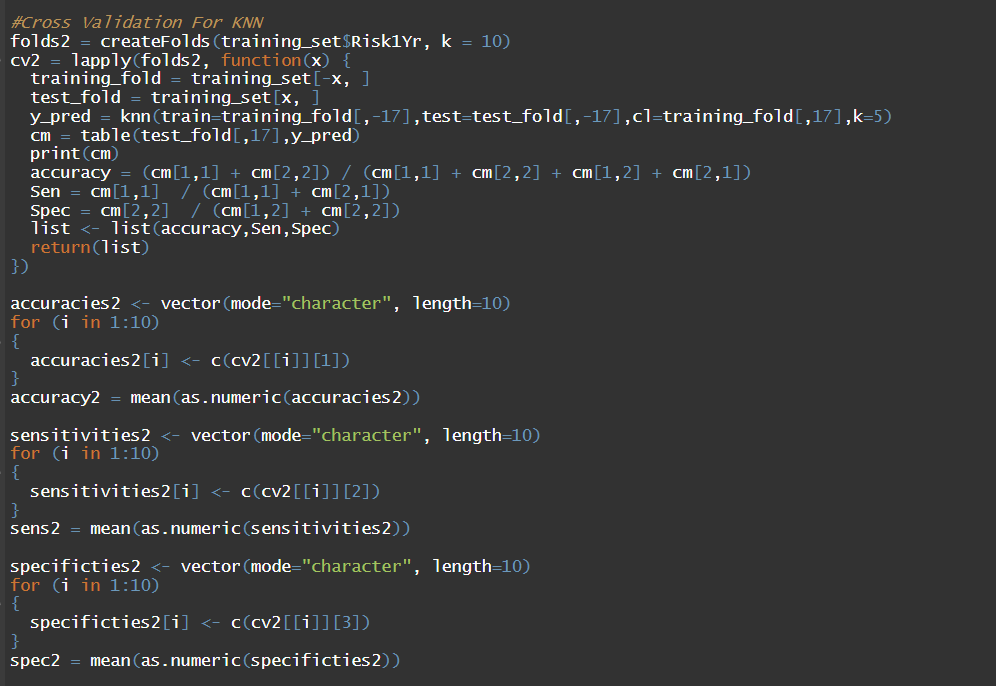 #Cross Validation For KNN
folds2 = createFolds(training_set$Risk1Yr, k = 10)
cv2 = lapply(folds2, function(x) {
  training_fold = training_set[-x, ]
  test_fold = training_set[x, ]
  y_pred = knn(train=training_fold[,-17],test=test_fold[,-17],cl=training_fold[,17],k=5)
  cm = table(test_fold[,17],y_pred)
  print(cm)
  accuracy = (cm[1,1] + cm[2,2]) / (cm[1,1] + cm[2,2] + cm[1,2] + cm[2,1])
  Sen = cm[1,1]  / (cm[1,1] + cm[2,1])
  Spec = cm[2,2]  / (cm[1,2] + cm[2,2])
  list <- list(accuracy,Sen,Spec)
  return(list)
})

accuracies2 <- vector(mode="character", length=10)
for (i in 1:10)
{
  accuracies2[i] <- c(cv2[[i]][1])
}
accuracy2 = mean(as.numeric(accuracies2))

sensitivities2 <- vector(mode="character", length=10)
for (i in 1:10)
{
  sensitivities2[i] <- c(cv2[[i]][2])
}
sens2 = mean(as.numeric(sensitivities2))

specificties2 <- vector(mode="character", length=10)
for (i in 1:10)
{
  specificties2[i] <- c(cv2[[i]][3])
}
spec2 = mean(as.numeric(specificties2))